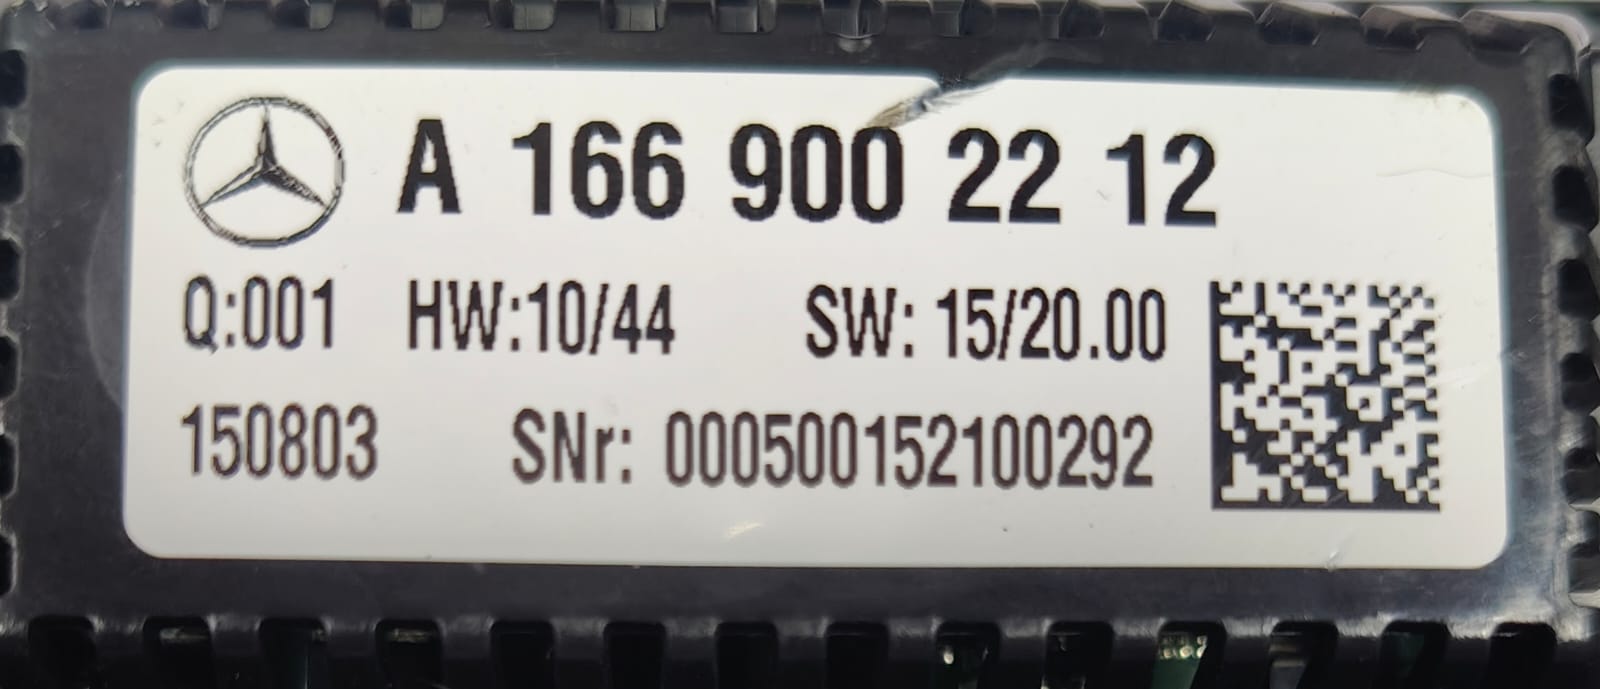 A 166 900 22 12
Q:001 HW:10/44 SW: 15/20.00
150803 SNr: 000500152100292